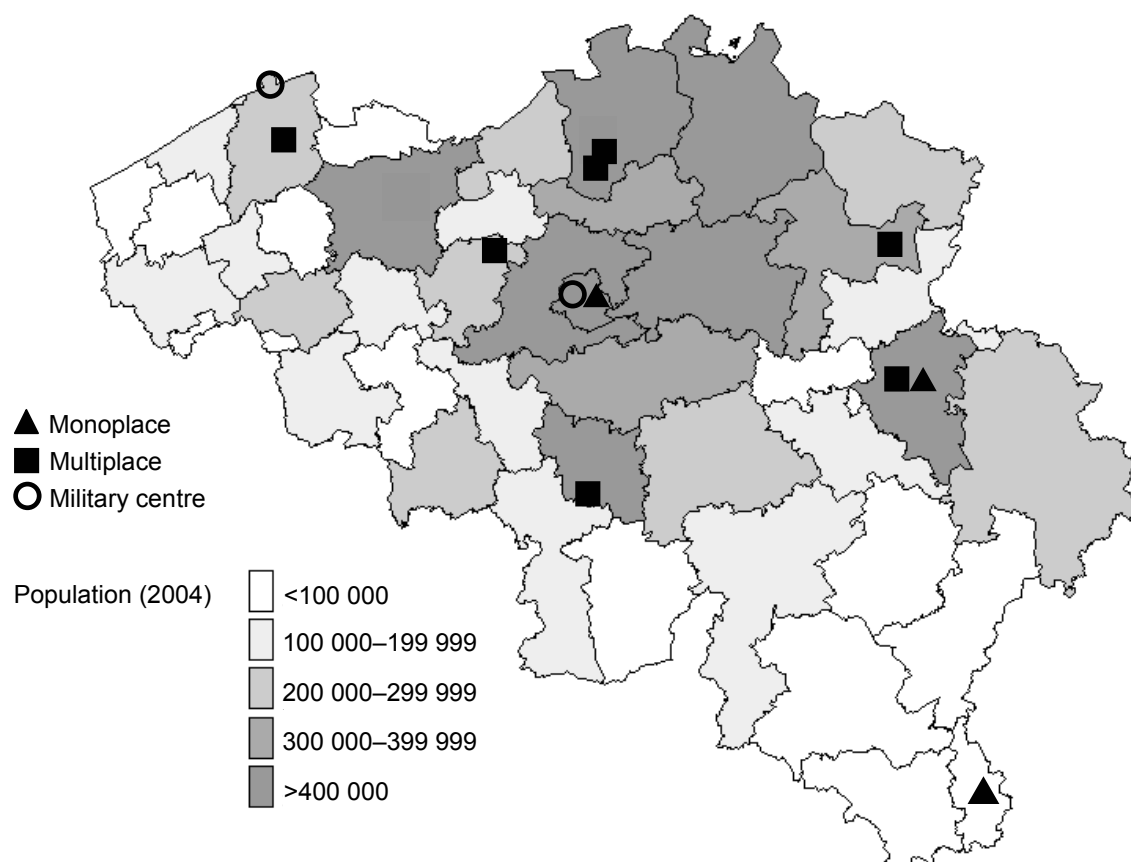 Monoplace
Multiplace
Military centre
Population (2004)
<100 000
100 000–199 999
200 000–299 999
300 000–399 999
>400 000